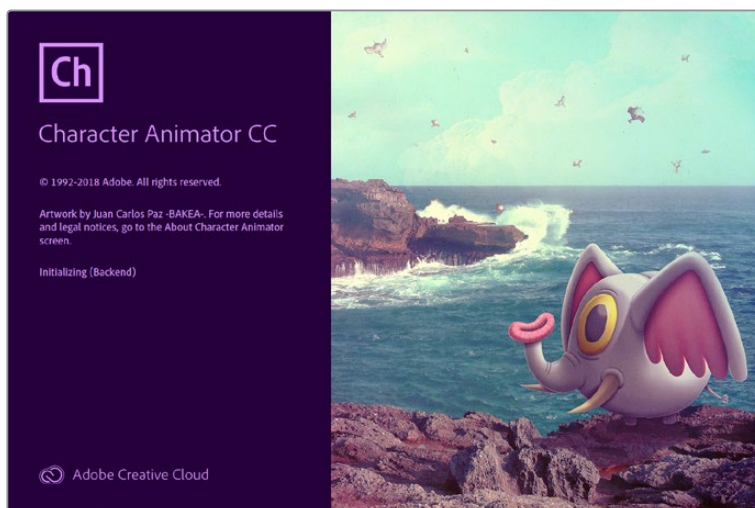 Ch
Character Animator CC
© 1992-2018 Adobe. All rights reserved.
Artwork by Juan Carlos Paz -BAKEA-. For more details
and legal notices, go to the About Character Animator
screen.
Initializing (Backend)
Adobe Creative Cloud